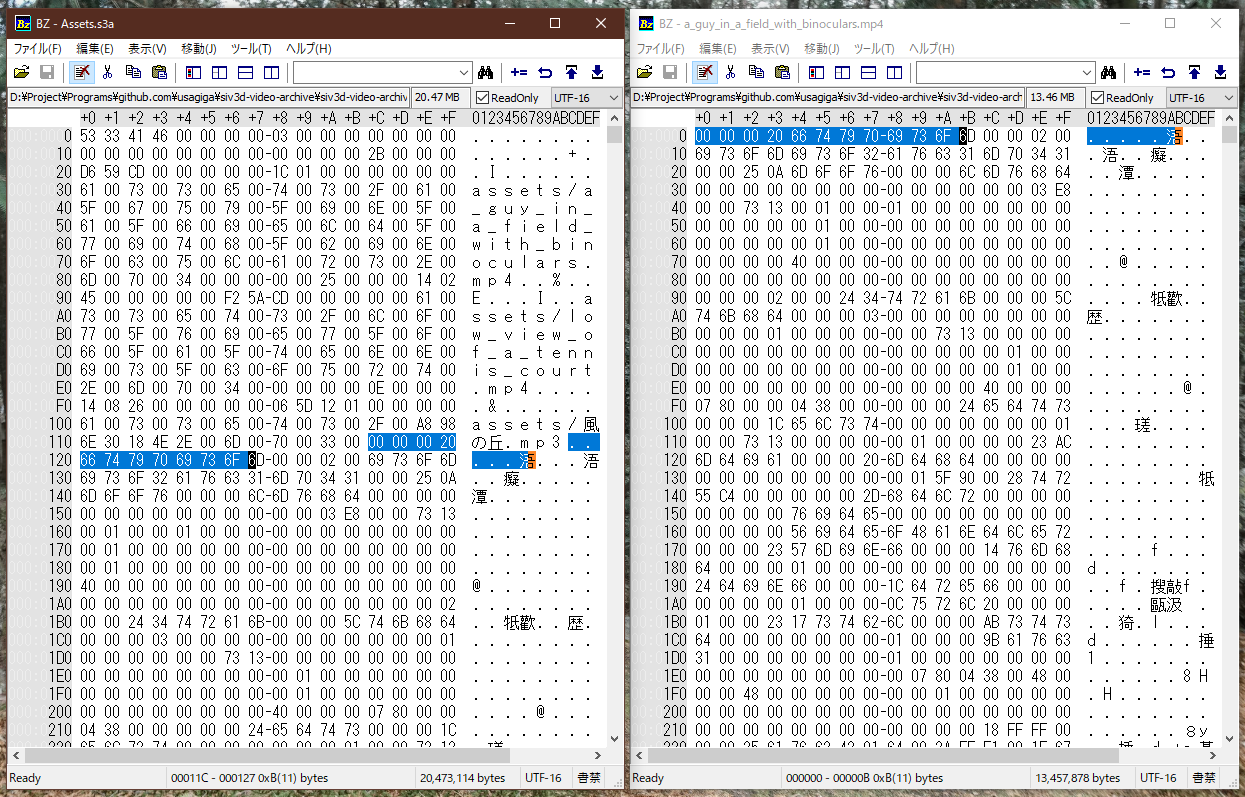 BZ - Assets.s3a
ファイル(F) 編集(E) 表示(V) 移動(J) ツール(T) ヘルプ(H)
D:¥Project¥Programs¥github.com¥usagiga¥siv3d-video-archive¥siv3d-video-archiv 20.47 MB ReadOnly UTF-16
+0 +1 +2 +3 +4 +5 +6 +7 +8 +9 +A +B +C +D +E +F 0123456789ABCDEF
0 53 33 41 46 00 00 00 00-03 00 00 00 00 00 00 00
10 00 00 00 00 00 00 00 00-00 00 00 00 2B 00 00 00 +
20 D6 59 CD 00 00 00 00 00-1C 01 00 00 00 00 00 00
30 61 00 73 00 73 00 65 00-74 00 73 00 2F 00 61 00 assets/a
40 5F 00 67 00 75 00 79 00-5F 00 69 00 6E 00 5F 00 _guy_in_
50 61 00 5F 00 66 00 69 00-65 00 6C 00 64 00 5F 00 a_field_
60 77 00 69 00 74 00 68 00-5F 00 62 00 69 00 6E 00 with_bin
70 6F 00 63 00 75 00 6C 00-61 00 72 00 73 00 2E 00 oculars.
80 6D 00 70 00 34 00 00 00-00 00 25 00 00 00 14 02 mp4..%..
90 45 00 00 00 00 00 F2 5A-CD 00 00 00 00 00 61 00 E...I..a
A0 73 00 73 00 65 00 74 00-73 00 2F 00 6C 00 6F 00 ssets/lo
B0 77 00 5F 00 76 00 69 00-65 00 77 00 5F 00 6F 00 w_view_o
C0 66 00 5F 00 61 00 5F 00-74 00 65 00 6E 00 6E 00 f_a_tenn
D0 69 00 73 00 5F 00 63 00-6F 00 75 00 72 00 74 00 is_court
E0 2E 00 6D 00 70 00 34 00-00 00 00 00 0E 00 00 00 .mp4....
F0 14 08 26 00 00 00 00 00-06 5D 12 01 00 00 00 00 .&......
100 61 00 73 00 73 00 65 00-74 00 73 00 2F 00 A8 98 assets/風
110 6E 30 18 4E 2E 00 6D 00-70 00 33 00 00 00 00 20 の丘.mp3..
120 66 74 79 70 69 73 6F 6D-00 00 02 00 69 73 6F 6D
130 69 73 6F 32 61 76 63 31-6D 70 34 31 00 00 25 0A
140 6D 6F 6F 76 00 00 00 00 6C-6D 76 68 64 00 00 00 00
150 00 00 00 00 00 00 00 00-00 00 03 E8 00 00 73 13
160 00 01 00 00 01 00 00 00-00 00 00 00 00 00 00 00
170 00 01 00 00 00 00 00 00-00 00 00 00 00 00 00 00
180 00 01 00 00 00 00 00 00-00 00 00 00 00 00 00 00
190 40 00 00 00 00 00 00 00-00 00 00 00 00 00 00 00 @
1A0 00 00 00 00 00 00 00 00-00 00 00 00 00 00 00 02
1B0 00 00 24 34 74 72 61 6B-00 00 00 5C 74 6B 68 64
1C0 00 00 00 03 00 00 00 00-00 00 00 00 00 00 00 01
1D0 00 00 00 00 00 00 73 13-00 00 00 00 00 00 00 00
1E0 00 00 00 00 00 00 00 00-00 01 00 00 00 00 00 00
1F0 00 00 00 00 00 00 00 00-00 01 00 00 00 00 00 00
200 00 00 00 00 00 00 00 00-40 00 00 00 07 80 00 00 @
210 04 38 00 00 00 00 00 24-65 64 74 73 00 00 00 1C
Ready 00011C - 000127 0xB(11) bytes 20,473,114 bytes UTF-16 書禁
BZ - a_guy_in_a_field_with_binoculars.mp4
ファイル(F) 編集(E) 表示(V) 移動(J) ツール(T) ヘルプ(H)
D:¥Project¥Programs¥github.com¥usagiga¥siv3d-video-archive¥siv3d-video-archiv 13.46 MB ReadOnly UTF-16
+0 +1 +2 +3 +4 +5 +6 +7 +8 +9 +A +B +C +D +E +F 0123456789ABCDEF
0 00 00 00 20 66 74 79 70-69 73 6F 6D 00 00 02 00
10 69 73 6F 6D 69 73 6F 32-61 76 63 31 6D 70 34 31
20 00 00 25 0A 6D 6F 6F 76-00 00 00 6C 6D 76 68 64
30 00 00 00 00 00 00 00 00-00 00 00 00 00 00 03 E8
40 00 00 73 13 00 01 00 00-01 00 00 00 00 00 00 00
50 00 00 00 00 00 01 00 00-00 00 00 00 00 00 00 00
60 00 00 00 00 00 01 00 00-00 00 00 00 00 00 00 00
70 00 00 00 00 40 00 00 00-00 00 00 00 00 00 00 00 @
80 00 00 00 00 00 00 00 00-00 00 00 00 00 00 00 00
90 00 00 00 02 00 00 24 34-74 72 61 6B 00 00 00 5C
A0 74 6B 68 64 00 00 00 03-00 00 00 00 00 00 00 00
B0 00 00 00 01 00 00 00 00-00 00 73 13 00 00 00 00
C0 00 00 00 00 00 00 00 00-00 00 00 00 00 01 00 00
D0 00 00 00 00 00 00 00 00-00 00 00 00 00 01 00 00
E0 00 00 00 00 00 00 00 00-00 00 00 00 40 00 00 00 @
F0 07 80 00 00 04 38 00 00-00 00 00 24 65 64 74 73
100 00 00 00 1C 65 6C 73 74-00 00 00 00 00 00 00 01
110 00 00 73 13 00 00 00 00-00 01 00 00 00 00 23 AC
120 6D 64 69 61 00 00 00 20-6D 64 68 64 00 00 00 00
130 00 00 00 00 00 00 00 00-00 01 5F 90 00 28 74 72
140 55 C4 00 00 00 00 00 2D-68 64 6C 72 00 00 00 00
150 00 00 00 00 76 69 64 65-00 00 00 00 00 00 00 00
160 00 00 00 00 56 69 64 65-6F 48 61 6E 64 6C 65 72
170 00 00 00 23 57 6D 69 6E-66 00 00 00 14 76 6D 68
180 64 00 00 00 01 00 00 00-00 00 00 00 00 00 00 00 d
190 24 64 69 6E 66 00 00 00-1C 64 72 65 66 00 00 00
1A0 00 00 00 00 01 00 00 00-0C 75 72 6C 20 00 00 00
1B0 01 00 00 23 17 73 74 62-6C 00 00 00 AB 73 74 73
1C0 64 00 00 00 00 00 00 00-01 00 00 00 9B 61 76 63
1D0 31 00 00 00 00 00 00 00-01 00 00 00 00 00 00 00
1E0 00 00 00 00 00 00 00 00-00 07 80 04 38 00 48 00
1F0 00 00 48 00 00 00 00 00-00 00 01 00 00 00 00 00
200 00 00 00 00 00 00 00 00-00 00 00 00 00 00 00 00
210 00 00 00 00 00 00 00 00-00 00 00 00 18 FF FF 00
Ready 000000 - 00000B 0xB(11) bytes 13,457,878 bytes UTF-16 書禁